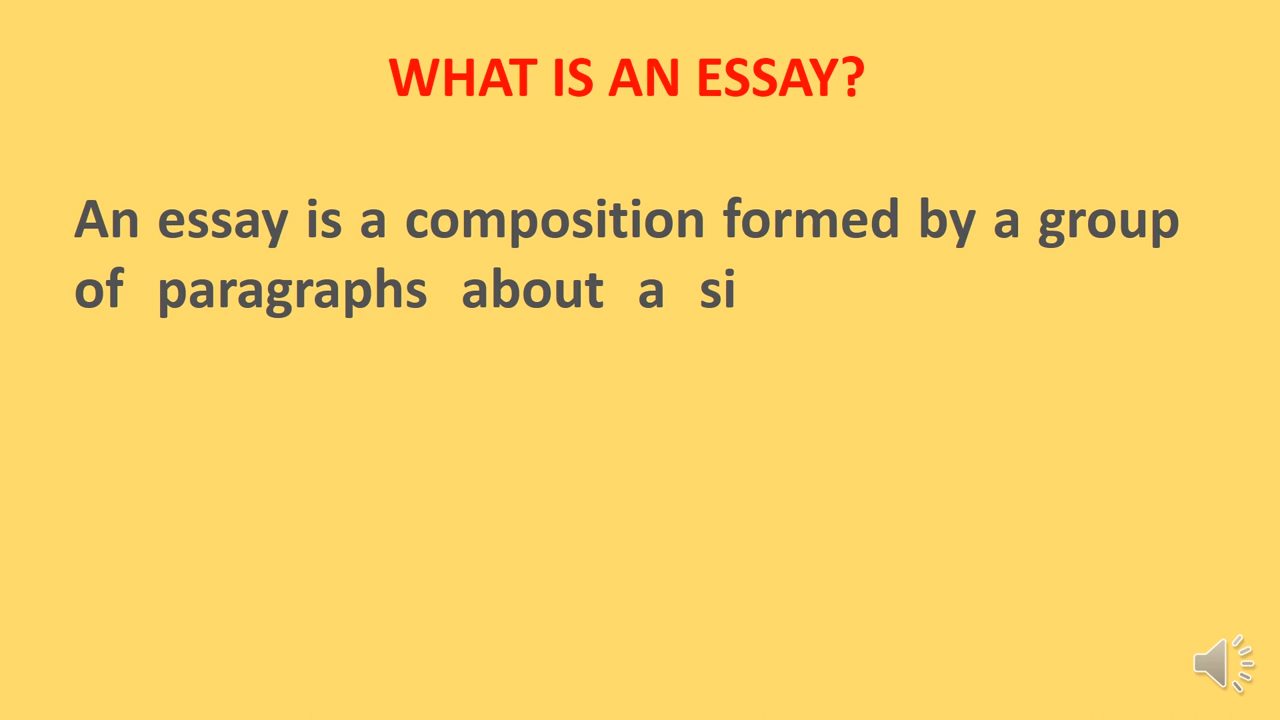 WHAT IS AN ESSAY?
An essay is a composition formed by a group
of paragraphs about a si